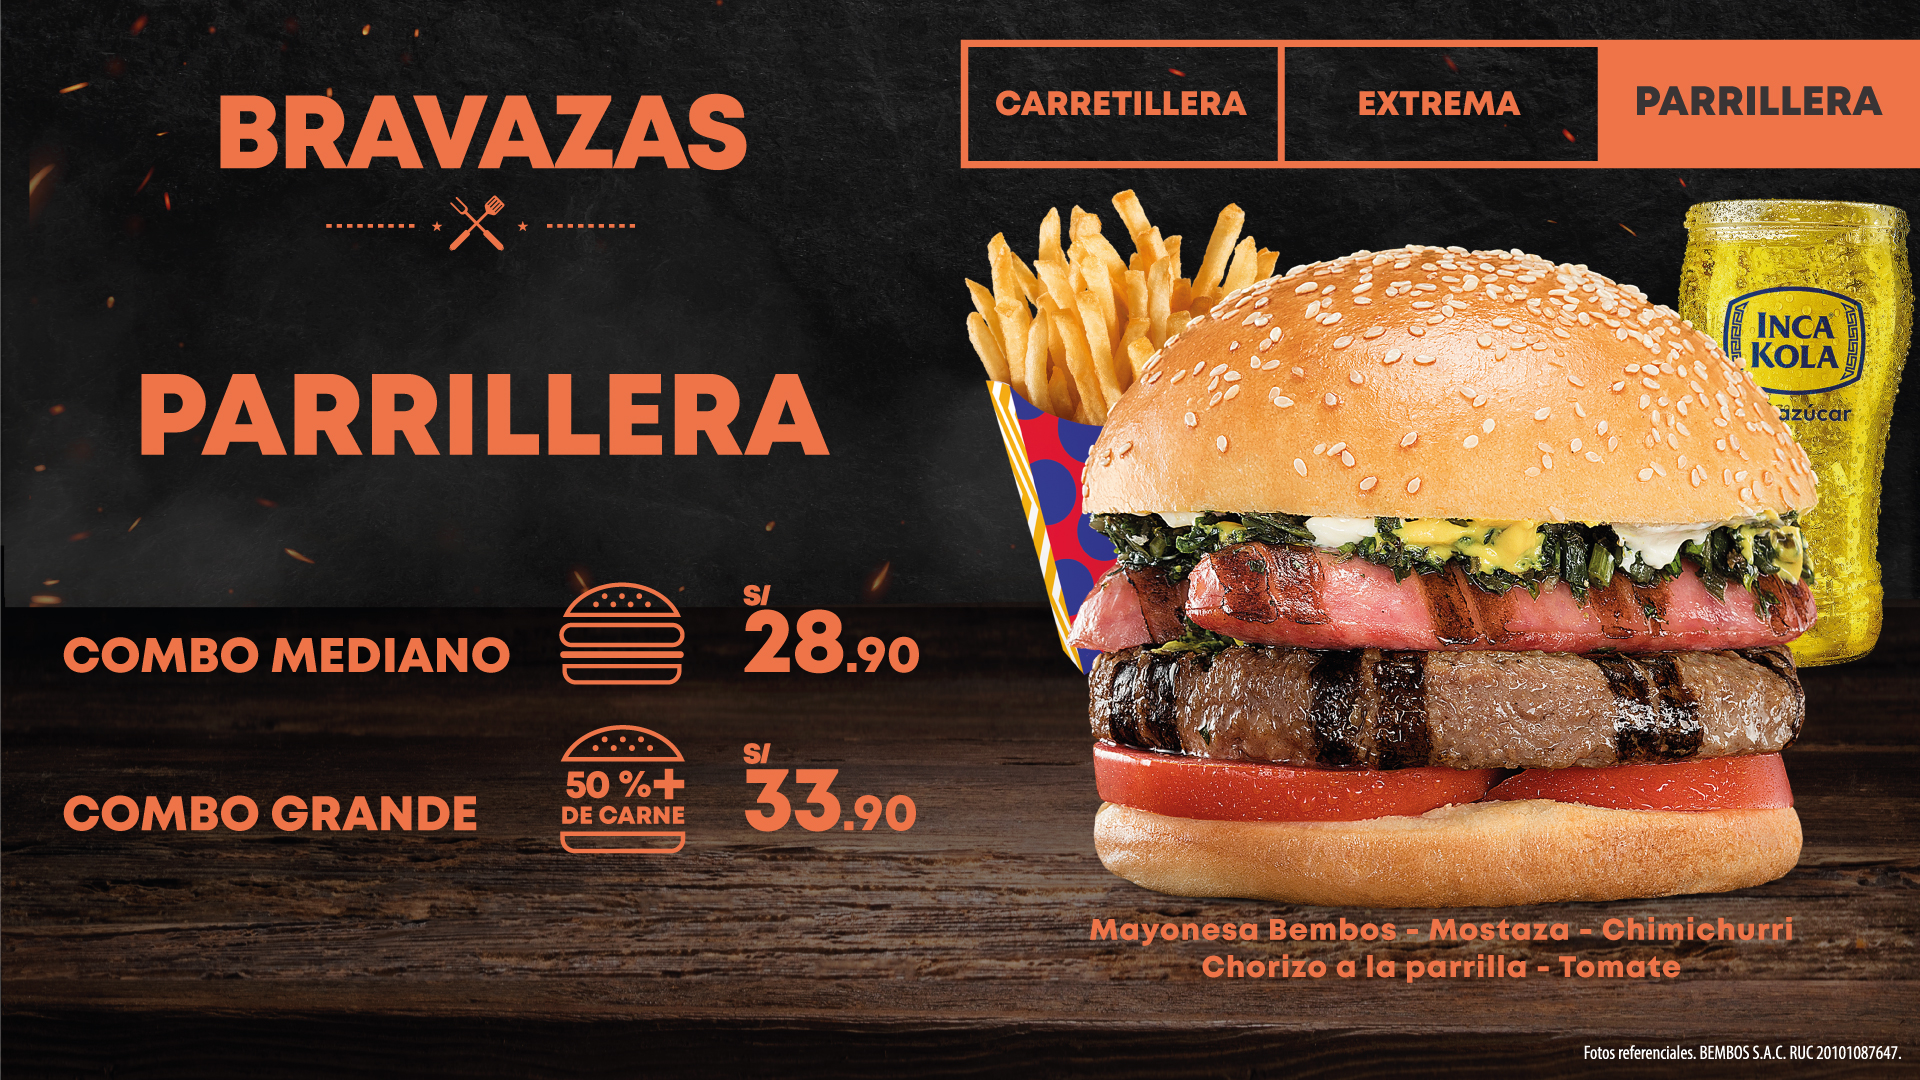 BRAVAZAS
CARRETILLERA
EXTREMA
PARRILLERA
PARRILLERA
INCA
KOLA
azúcar
COMBO MEDIANO
S/
28.90
COMBO GRANDE
50 %+
DE CARNE
S/
33.90
Mayonesa Bembos - Mostaza - Chimichurri
Chorizo a la parrilla - Tomate
Fotos referenciales. BEMBOS S.A.C. RUC 20101087647.